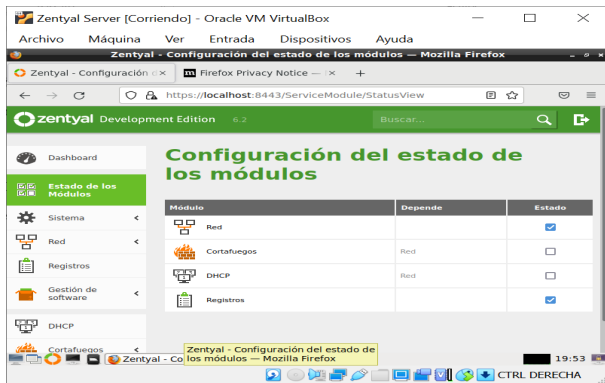 Zentyal Server [Corriendo] - Oracle VM VirtualBox
Archivo Máquina Ver Entrada Dispositivos Ayuda
Zentyal - Configuración del estado de los módulos — Mozilla Firefox
Zentyal - Configuración
Firefox Privacy Notice —
https://localhost:8443/ServiceModule/StatusView
zentyal Development Edition 6.2
Buscar...
Dashboard
Estado de los
Módulos
Sistema
Red
Registros
Gestión de
software
DHCP
Cortafuegos
Configuración del estado de
los módulos
Módulo Depende Estado
Red
Cortafuegos Red
DHCP Red
Registros
Zentyal - Co
Zentyal - Configuración del estado de
los módulos — Mozilla Firefox
19:53
CTRL DERECHA